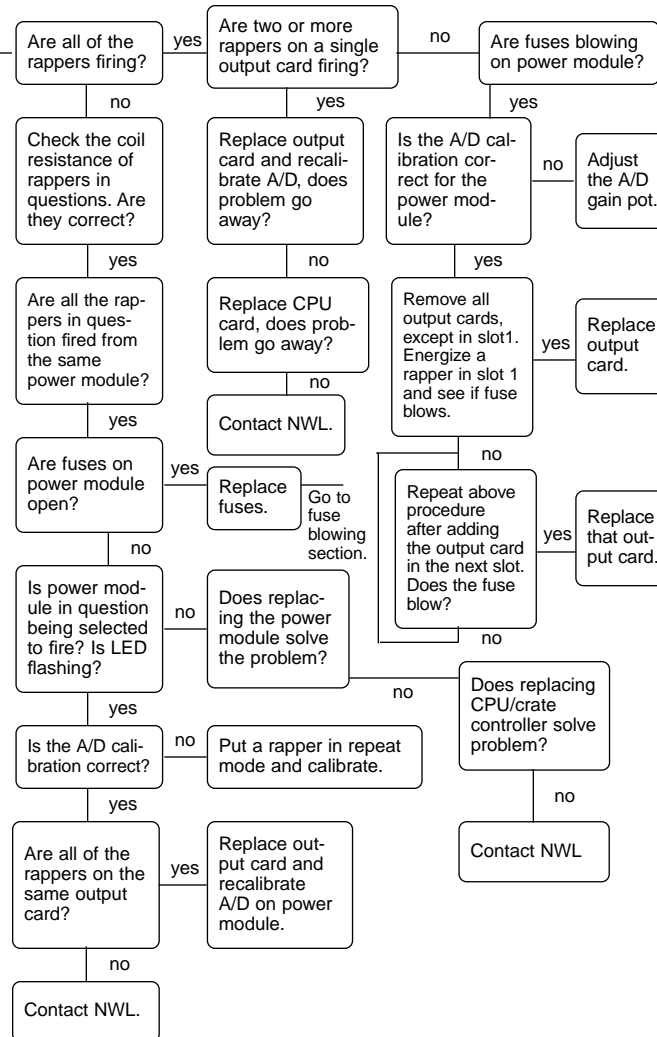 Are all of the
rappers firing?
yes
Are two or more
rappers on a single
output card firing?
no
Are fuses blowing
on power module?
no
yes
yes
Check the coil
resistance of
rappers in
questions. Are
they correct?
Replace output
card and recali-
brate A/D, does
problem go
away?
Is the A/D cal-
ibration cor-
rect for the
power mod-
ule?
no
Adjust
the A/D
gain pot.
yes
no
yes
Are all the rap-
pers in ques-
tion fired from
the same
power module?
Replace CPU
card, does prob-
lem go away?
Remove all
output cards,
except in slot1.
Energize a
rapper in slot 1
and see if fuse
blows.
yes
Replace
output
card.
no
Contact NWL.
yes
no
Are fuses on
power module
open?
yes
Replace
fuses.
Go to
fuse
blowing
section.
Repeat above
procedure
after adding
the output card
in the next slot.
Does the fuse
blow?
yes
Replace
that out-
put card.
no
no
Is power mod-
ule in question
being selected
to fire? Is LED
flashing?
no
Does replac-
ing the power
module solve
the problem?
no
Does replacing
CPU/crate
controller solve
problem?
yes
Is the A/D cali-
bration correct?
no
Put a rapper in repeat
mode and calibrate.
no
Contact NWL
yes
Are all of the
rappers on the
same output
card?
yes
Replace out-
put card and
recalibrate
A/D on power
module.
no
Contact NWL.